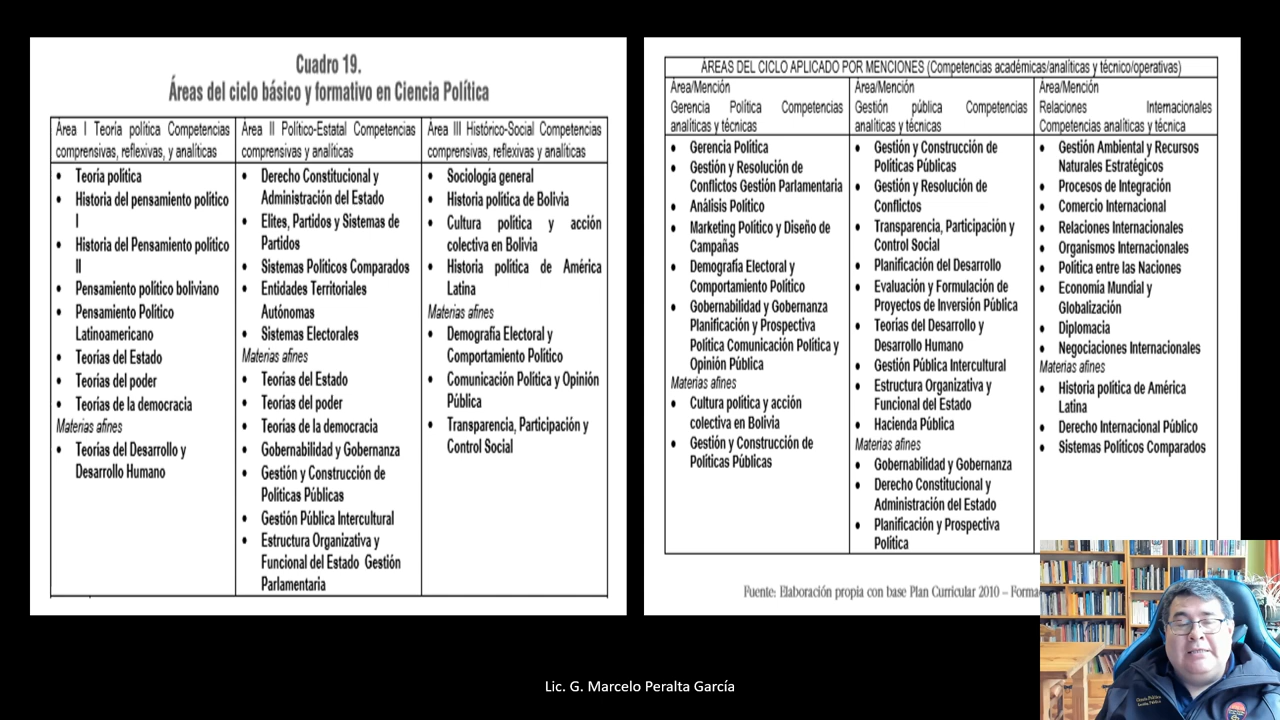 Cuadro 19.
Áreas del ciclo básico y formativo en Ciencia Política
Área I Teoría política Competencias
comprensivas, reflexivas, y analíticas
Teoría política
Historia del pensamiento político
I
Historia del Pensamiento político
II
Pensamiento político boliviano
Pensamiento Político
Latinoamericano
Teorías del Estado
Teorías del poder
Teorías de la democracia
Materias afines
Teorías del Desarrollo y
Desarrollo Humano
Área II Político-Estatal Competencias
comprensivas y analíticas
Derecho Constitucional y
Administración del Estado
Elites, Partidos y Sistemas de
Partidos
Sistemas Políticos Comparados
Entidades Territoriales
Autónomas
Sistemas Electorales
Materias afines
Teorías del Estado
Teorías del poder
Teorías de la democracia
Gobernabilidad y Gobernanza
Gestión y Construcción de
Políticas Públicas
Gestión Pública Intercultural
Estructura Organizativa y
Funcional del Estado Gestión
Parlamentaria
Área III Histórico-Social Competencias
comprensivas, reflexivas y analíticas
Sociología general
Historia política de Bolivia
Cultura política y acción
colectiva en Bolivia
Historia política de América
Latina
Materias afines
Demografía Electoral y
Comportamiento Político
Comunicación Política y Opinión
Pública
Transparencia, Participación y
Control Social
ÁREAS DEL CICLO APLICADO POR MENCIONES (Competencias académicas/analíticas y técnico/operativas)
Área/Mención
Gerencia Política Competencias
analíticas y técnicas
Gerencia Política
Gestión y Resolución de
Conflictos Gestión Parlamentaria
Análisis Político
Marketing Político y Diseño de
Campañas
Demografía Electoral y
Comportamiento Político
Gobernabilidad y Gobernanza
Planificación y Prospectiva
Política Comunicación Política y
Opinión Pública
Materias afines
Cultura política y acción
colectiva en Bolivia
Gestión y Construcción de
Políticas Públicas
Área/Mención
Gestión pública Competencias
analíticas y técnicas
Gestión y Construcción de
Políticas Públicas
Gestión y Resolución de
Conflictos
Transparencia, Participación y
Control Social
Planificación del Desarrollo
Evaluación y Formulación de
Proyectos de Inversión Pública
Teorías del Desarrollo y
Desarrollo Humano
Gestión Pública Intercultural
Estructura Organizativa y
Funcional del Estado
Hacienda Pública
Materias afines
Gobernabilidad y Gobernanza
Derecho Constitucional y
Administración del Estado
Planificación y Prospectiva
Política
Área/Mención
Relaciones Internacionales
Competencias analíticas y técnica
Gestión Ambiental y Recursos
Naturales Estratégicos
Procesos de Integración
Comercio Internacional
Relaciones Internacionales
Organismos Internacionales
Política entre las Naciones
Economía Mundial y
Globalización
Diplomacia
Negociaciones Internacionales
Materias afines
Historia política de América
Latina
Derecho Internacional Público
Sistemas Políticos Comparados
Fuente: Elaboración propia con base Plan Curricular 2010 – Forma
Lic. G. Marcelo Peralta García